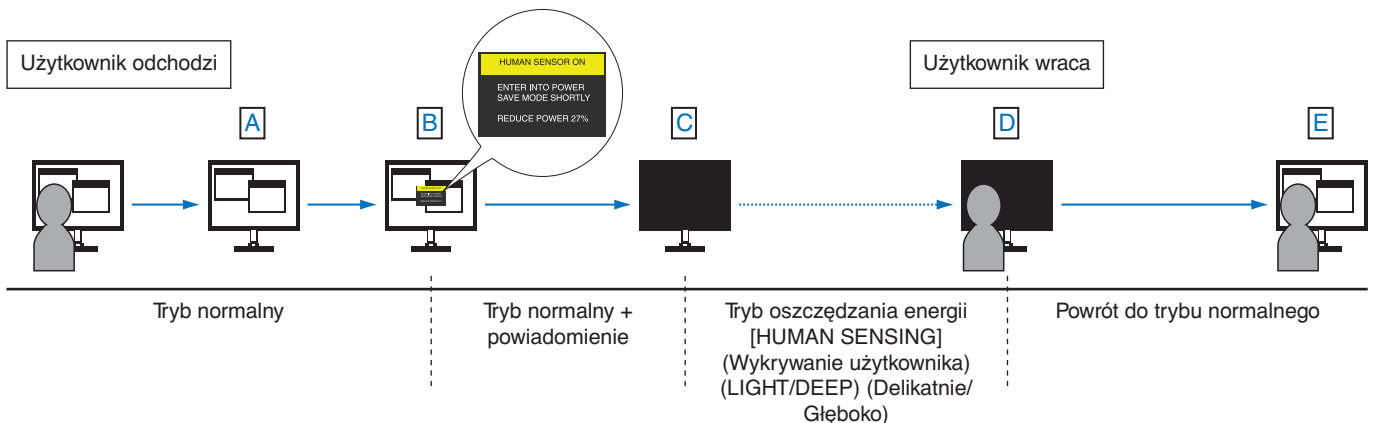 Użytkownik odchodzi
HUMAN SENSOR ON
ENTER INTO POWER
SAVE MODE SHORTLY
REDUCE POWER 27%
Użytkownik wraca
A
B
C
D
E
Tryb normalny
Tryb normalny +
powiadomienie
Tryb oszczędzania energii
[HUMAN SENSING]
(Wykrywanie użytkownika)
(LIGHT/DEEP) (Delikatnie/
Głęboko)
Powrót do trybu normalnego